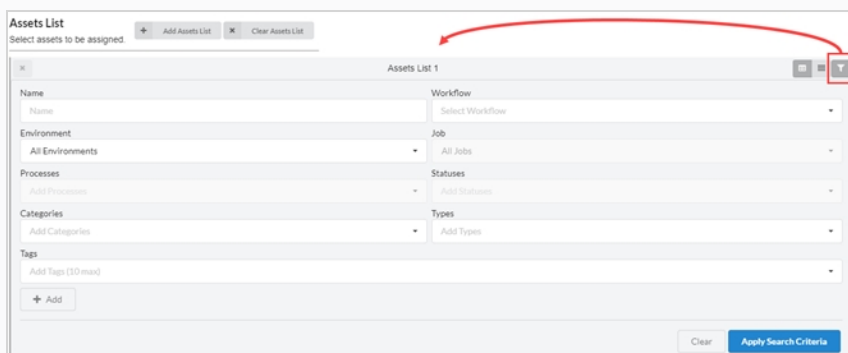 Assets List
Select assets to be assigned.
+ Add Assets List × Clear Assets List
× Assets List 1
Name Workflow
Name Select Workflow
Environment Job
All Environments All Jobs
Processes Statuses
Add Processes Add Statuses
Categories Types
Add Categories Add Types
Tags
Add Tags (10 max)
+ Add
Clear Apply Search Criteria